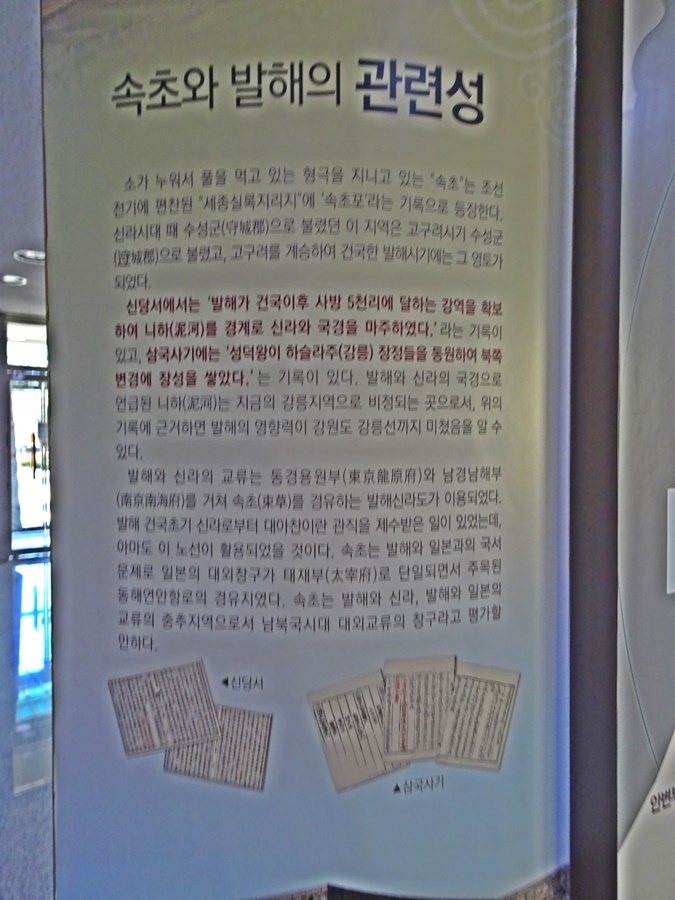 속초와 발해의 관련성
소가 누워서 풀을 먹고 있는 형국을 지니고 있는 "속초"는 조선
전기에 편찬된 "세종실록지리지"에 '속초포'라는 기록으로 등장한다.
신라시대 때 수성군(守城郡)으로 불렸던 이 지역은 고구려시기 수성군
(䢘城郡)으로 불렸고, 고구려를 계승하여 건국한 발해시기에는 그 영토가
되었다.
신당서에서는 '발해가 건국이후 사방 5천리에 달하는 강역을 확보
하여 니하(泥河)를 경계로 신라와 국경을 마주하였다.' 라는 기록이
있고, 삼국사기에는 '성덕왕이 하슬라주(강릉) 장정들을 동원하여 북쪽
변경에 장성을 쌓았다.' 는 기록이 있다. 발해와 신라의 국경으로
언급된 니하(泥河)는 지금의 강릉지역으로 비정되는 곳으로서, 위의
기록에 근거하면 발해의 영향력이 강원도 강릉선까지 미쳤음을 알 수
있다.
발해와 신라의 교류는 동경용원부(東京龍原府)와 남경남해부
(南京南海府)를 거쳐 속초(束草)를 경유하는 발해신라도가 이용되었다.
발해 건국초기 신라로부터 대아찬이란 관직을 제수받은 일이 있었는데,
아마도 이 노선이 활용되었을 것이다. 속초는 발해와 일본과의 국서
문제로 일본의 대외창구가 태재부(太宰府)로 단일되면서 주목된
동해연안항로의 경유지였다. 속초는 발해와 신라, 발해와 일본의
교류의 중추지역으로서 남북국시대 대외교류의 창구라고 평가할
만하다.
◀신당서
▲삼국사기
안변